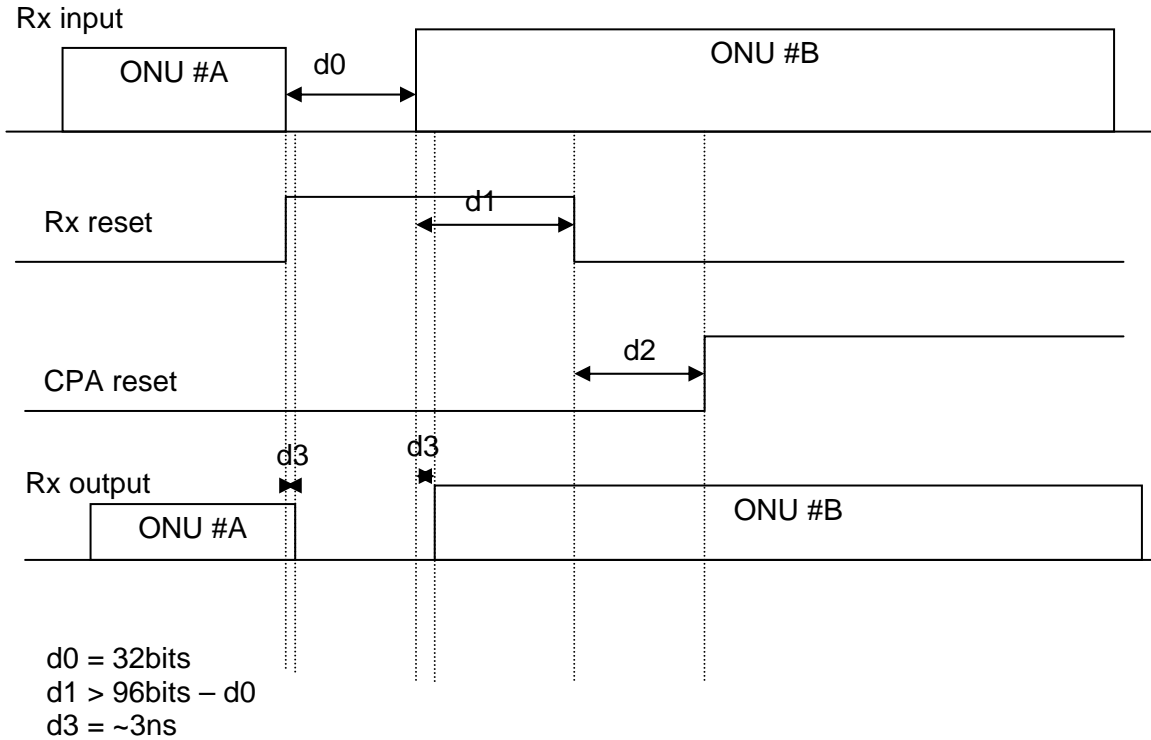 Rx input
ONU #A
d0
ONU #B
Rx reset
d1
CPA reset
d2
d3
d3
Rx output
ONU #A
ONU #B
d0 = 32bits
d1 > 96bits – d0
d3 = ~3ns